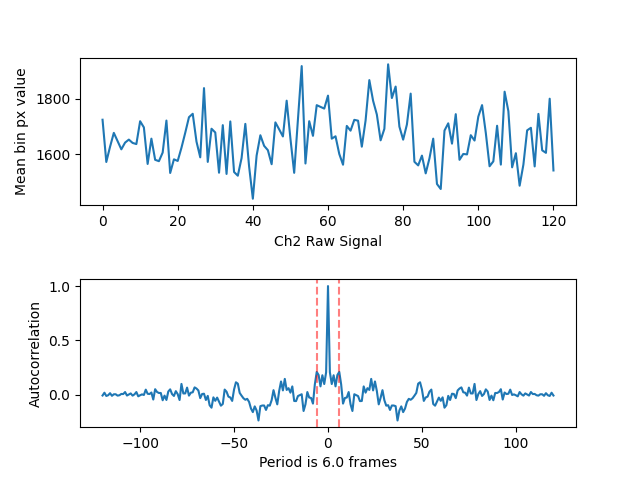 Mean bin px value
1800
1600
0 20 40 60 80 100 120
Ch2 Raw Signal
Autocorrelation
1.0
0.5
0.0
−100 −50 0 50 100
Period is 6.0 frames